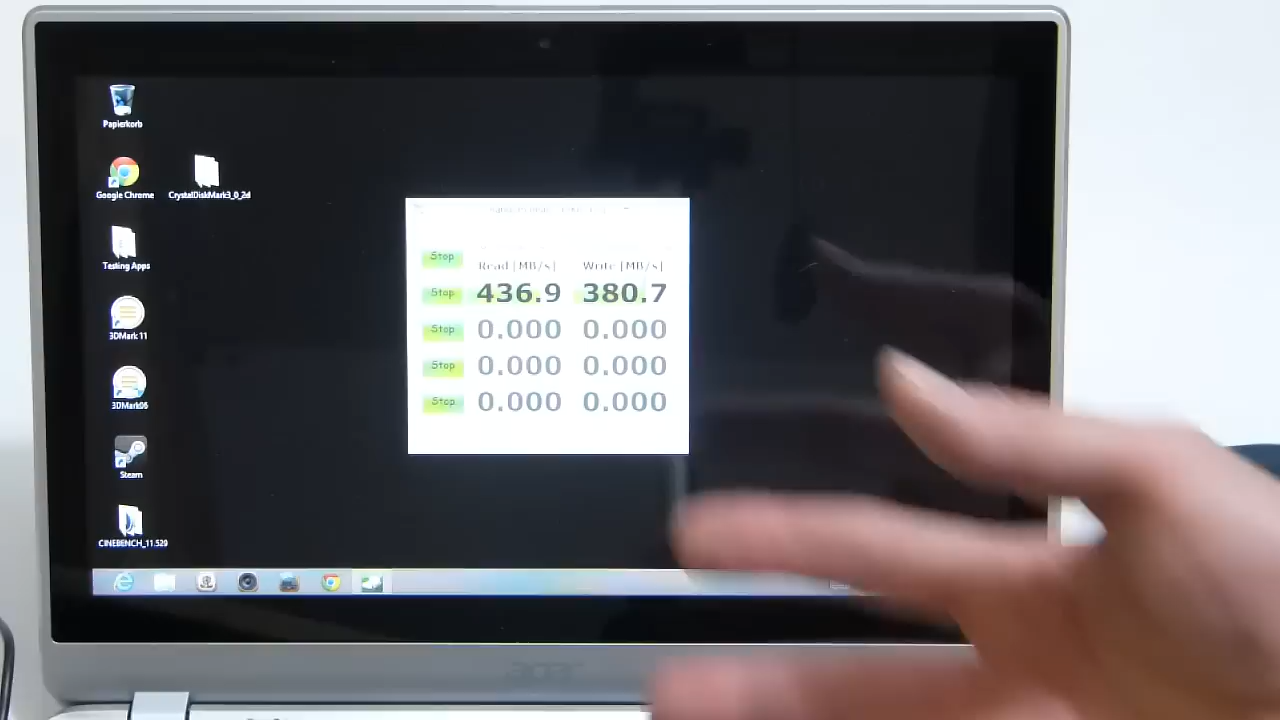 Papierkorb
Google Chrome
CrystalDiskMark3_0_2d
Testing Apps
3DMark 11
3DMark06
Steam
CINEBENCH_11.529
Stop
Read [MB/s] Write [MB/s]
Stop 436.9 380.7
Stop 0.000 0.000
Stop 0.000 0.000
Stop 0.000 0.000
acer